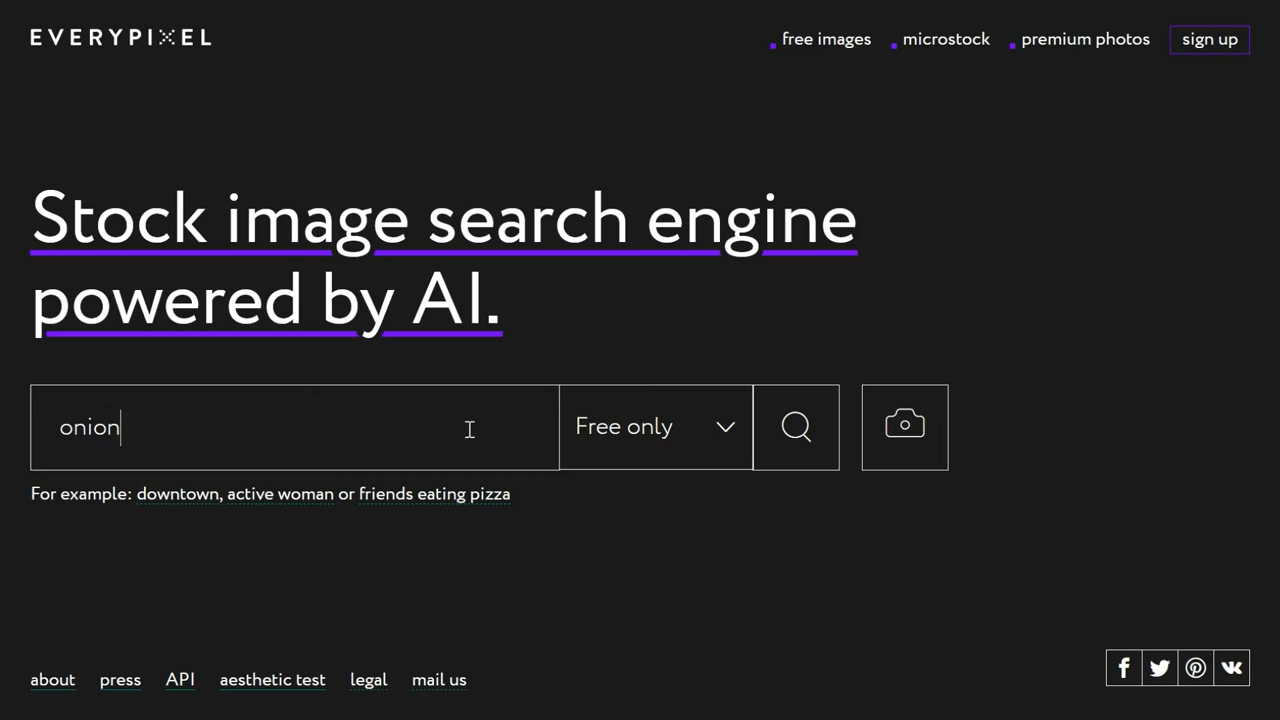 EVERYPIXEL
free images
microstock
premium photos
sign up
Stock image search engine
powered by AI.
onion
Free only
For example: downtown, active woman or friends eating pizza
about
press
API
aesthetic test
legal
mail us